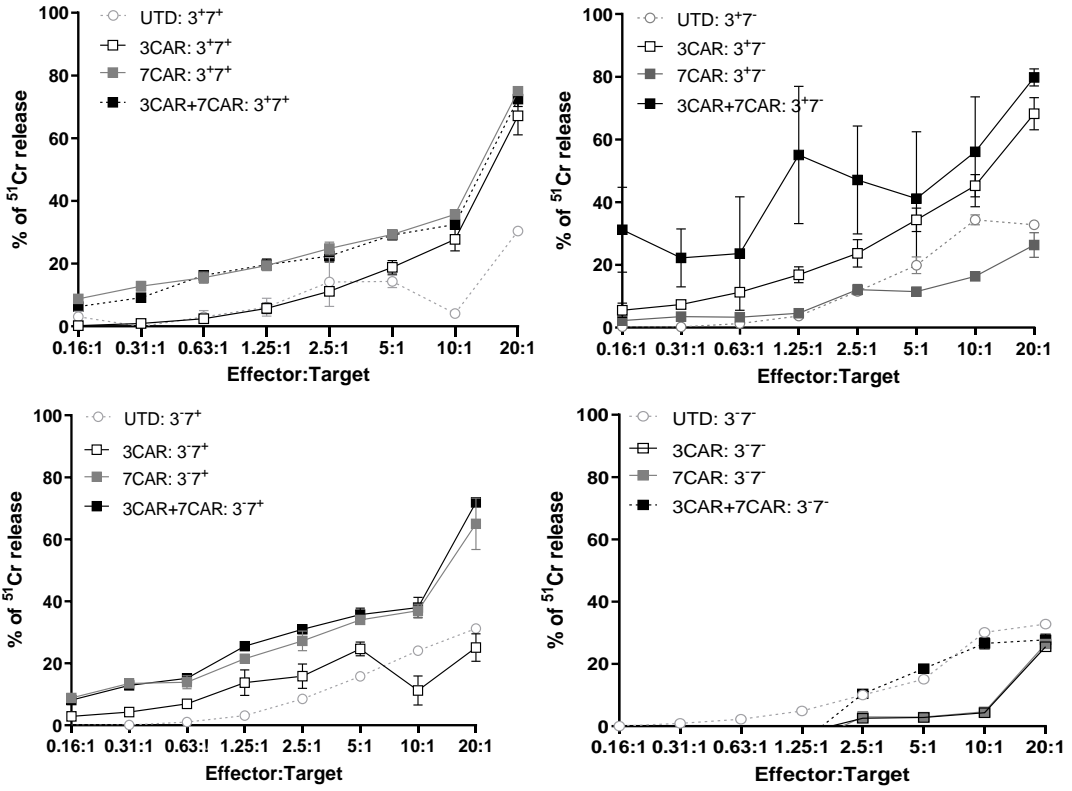 100
80
60
40
20
0
% of ⁵¹Cr release
UTD: 3⁺7⁺
3CAR: 3⁺7⁺
7CAR: 3⁺7⁺
3CAR+7CAR: 3⁺7⁺
0.16:1 0.31:1 0.63:1 1.25:1 2.5:1 5:1 10:1 20:1
Effector:Target
100
80
60
40
20
0
% of ⁵¹Cr release
UTD: 3⁺7⁻
3CAR: 3⁺7⁻
7CAR: 3⁺7⁻
3CAR+7CAR: 3⁺7⁻
0.16:1 0.31:1 0.63:1 1.25:1 2.5:1 5:1 10:1 20:1
Effector:Target
100
80
60
40
20
0
% of ⁵¹Cr release
UTD: 3⁻7⁺
3CAR: 3⁻7⁺
7CAR: 3⁻7⁺
3CAR+7CAR: 3⁻7⁺
0.16:1 0.31:1 0.63:! 1.25:1 2.5:1 5:1 10:1 20:1
Effector:Target
100
80
60
40
20
0
% of ⁵¹Cr release
UTD: 3⁻7⁻
3CAR: 3⁻7⁻
7CAR: 3⁻7⁻
3CAR+7CAR: 3⁻7⁻
0.16:1 0.31:1 0.63:1 1.25:1 2.5:1 5:1 10:1 20:1
Effector:Target